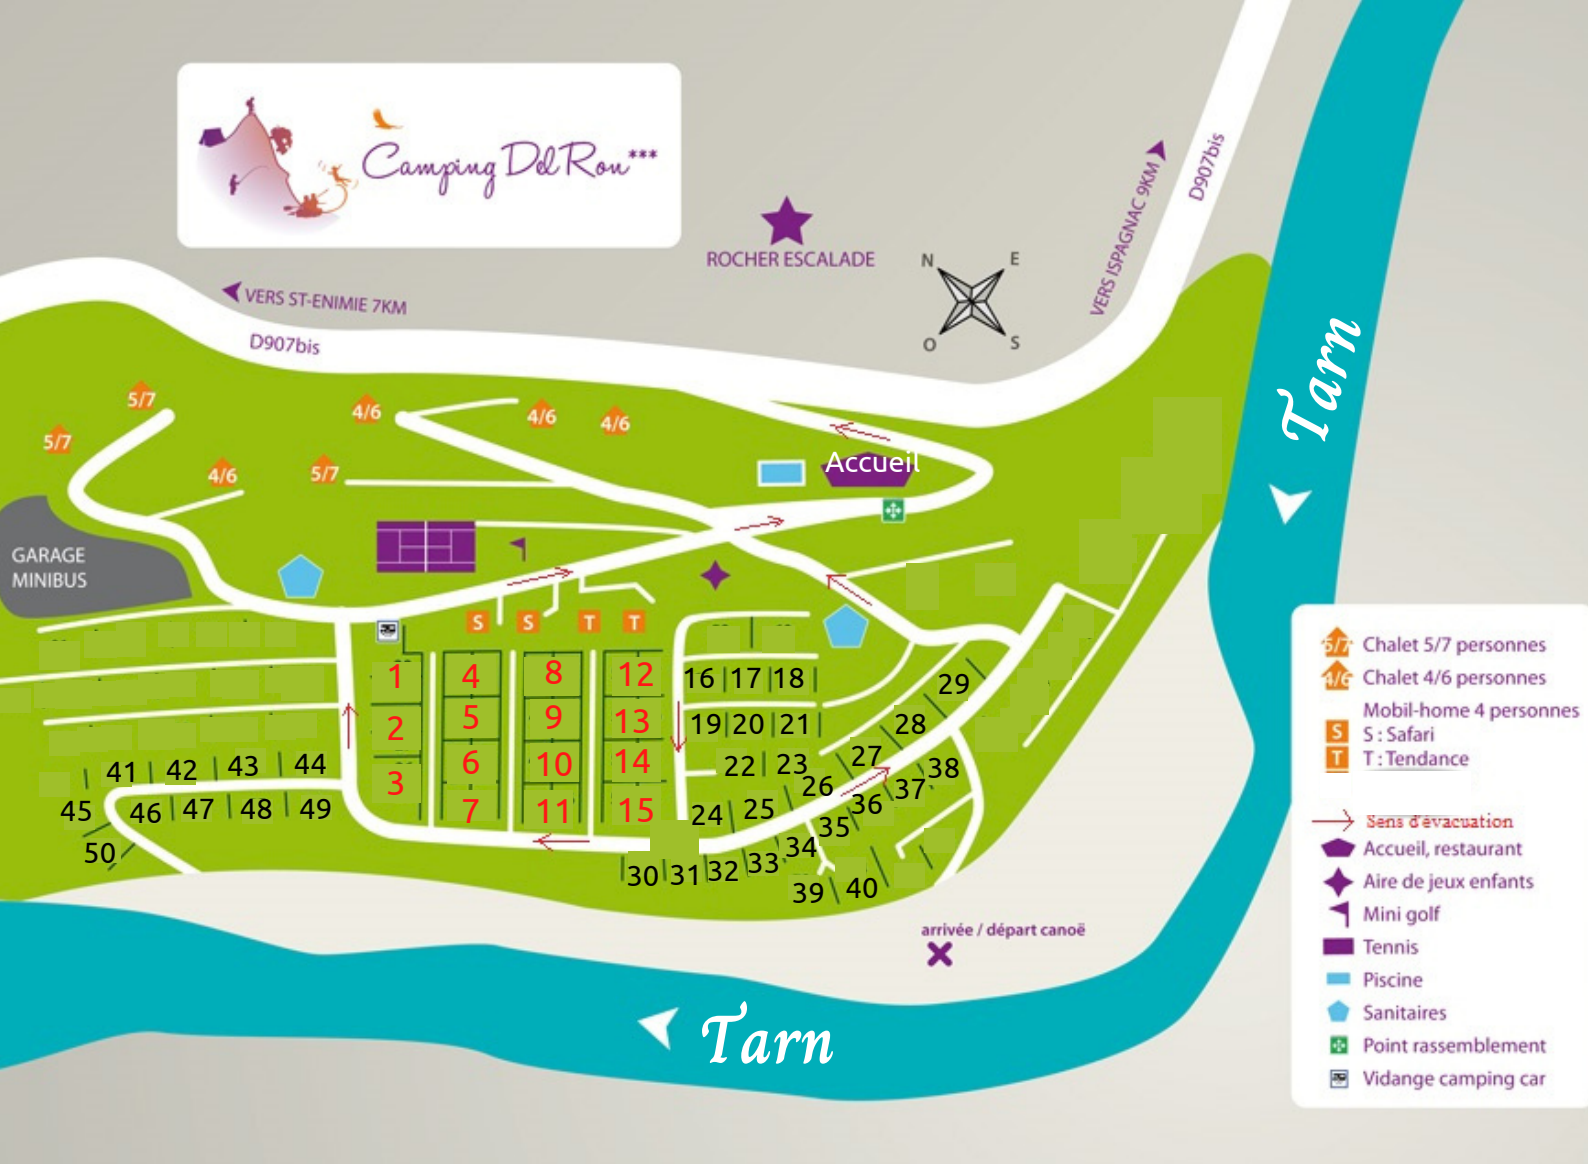 Camping Del Ron***
ROCHER ESCALADE
N
E
O
S
VERS ISPAGNAC 9KM
D907bis
VERS ST-ENIMIE 7KM
D907bis
Tarn
5/7
4/6
4/6
4/6
5/7
4/6
5/7
Accueil
GARAGE
MINIBUS
S
S
T
T
1
4
8
12
16
17
18
29
2
5
9
13
19
20
21
28
3
6
10
14
22
23
27
38
7
11
15
24
25
26
36
37
41
42
43
44
45
46
47
48
49
50
35
34
30
31
32
33
39
40
arrivée / départ canoë
Tarn
5/7
Chalet 5/7 personnes
4/6
Chalet 4/6 personnes
Mobil-home 4 personnes
S
S : Safari
T
T : Tendance
Sens d'évacuation
Accueil, restaurant
Aire de jeux enfants
Mini golf
Tennis
Piscine
Sanitaires
Point rassemblement
Vidange camping car